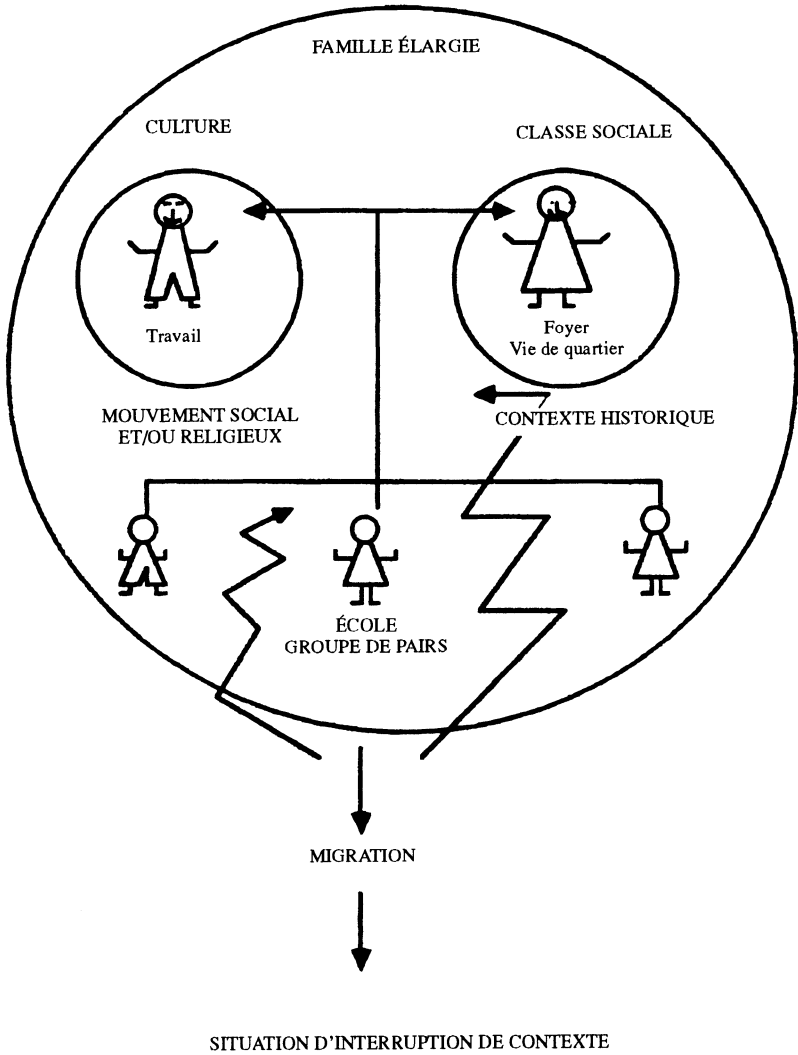 FAMILLE ÉLARGIE
CULTURE
CLASSE SOCIALE
Travail
Foyer
Vie de quartier
MOUVEMENT SOCIAL
ET/OU RELIGIEUX
CONTEXTE HISTORIQUE
ÉCOLE
GROUPE DE PAIRS
MIGRATION
SITUATION D'INTERRUPTION DE CONTEXTE